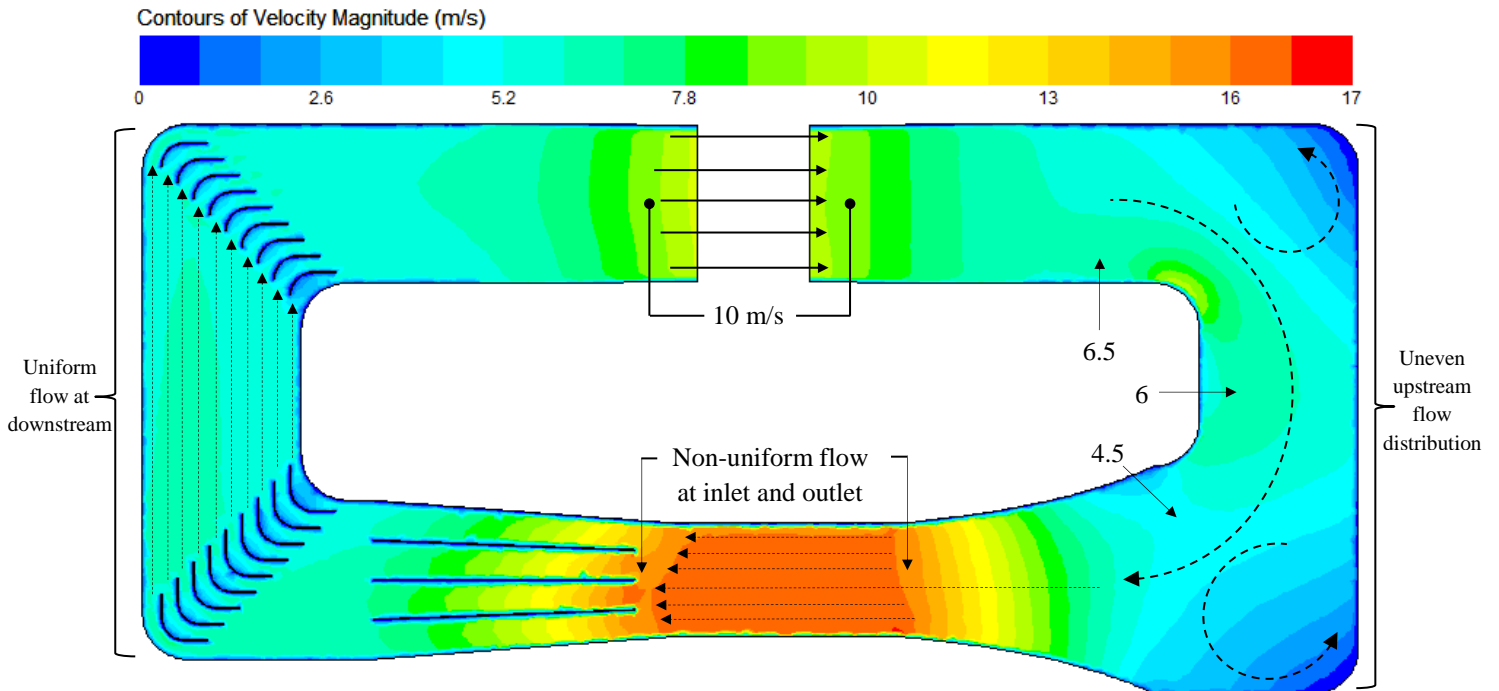 Contours of Velocity Magnitude (m/s)
0 2.6 5.2 7.8 10 13 16 17
10 m/s
6.5
6
4.5
Uniform
flow at
downstream
Uneven
upstream
flow
distribution
Non-uniform flow
at inlet and outlet